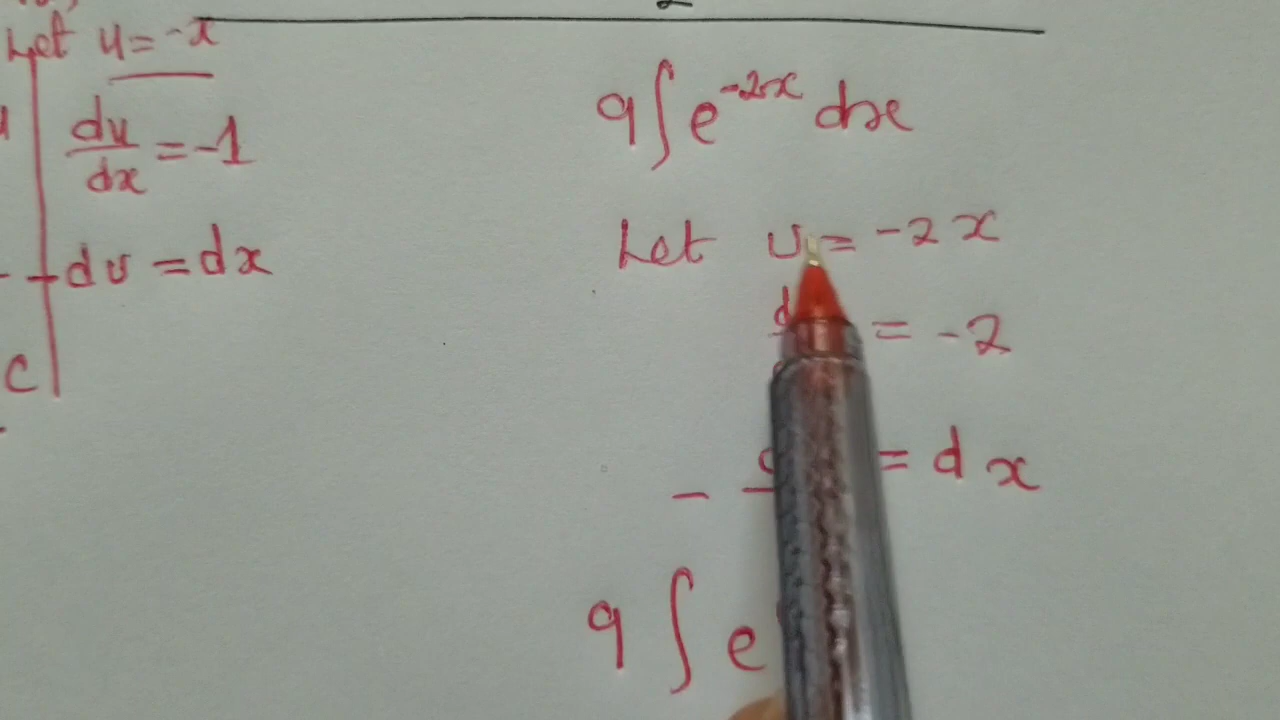 Let u = -x
du/dx = -1
- du = dx
c
9∫e^{-2x} dx
Let u = -2x
= -2
- = dx
9∫e